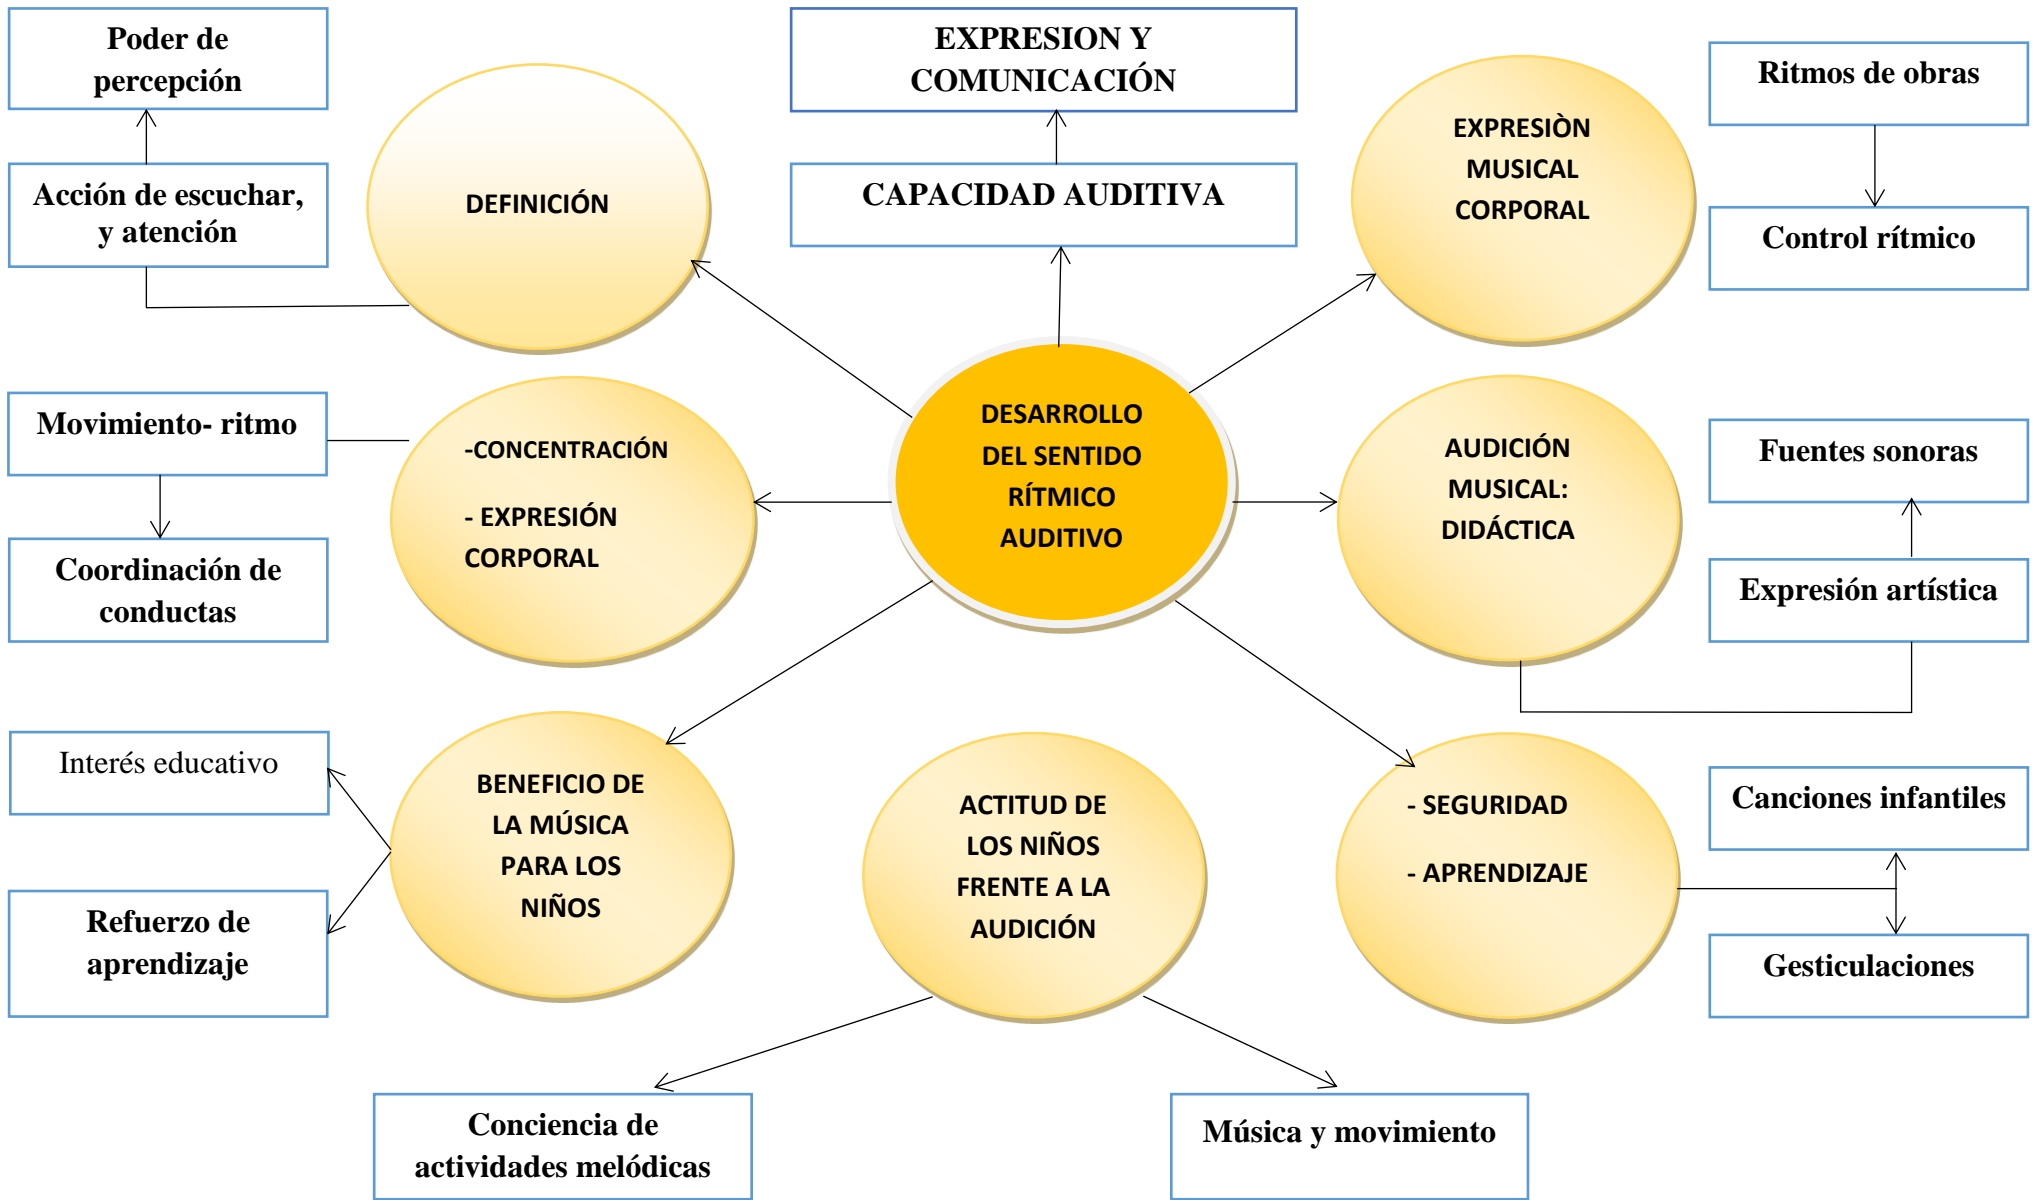 Poder de
percepción
EXPRESION Y
COMUNICACIÓN
Ritmos de obras
EXPRESIÒN
MUSICAL
CORPORAL
Acción de escuchar,
y atención
DEFINICIÓN
CAPACIDAD AUDITIVA
Control rítmico
Movimiento- ritmo
-CONCENTRACIÓN
- EXPRESIÓN
CORPORAL
DESARROLLO
DEL SENTIDO
RÍTMICO
AUDITIVO
AUDICIÓN
MUSICAL:
DIDÁCTICA
Fuentes sonoras
Coordinación de
conductas
Expresión artística
Interés educativo
BENEFICIO DE
LA MÚSICA
PARA LOS
NIÑOS
ACTITUD DE
LOS NIÑOS
FRENTE A LA
AUDICIÓN
- SEGURIDAD
- APRENDIZAJE
Canciones infantiles
Refuerzo de
aprendizaje
Gesticulaciones
Conciencia de
actividades melódicas
Música y movimiento